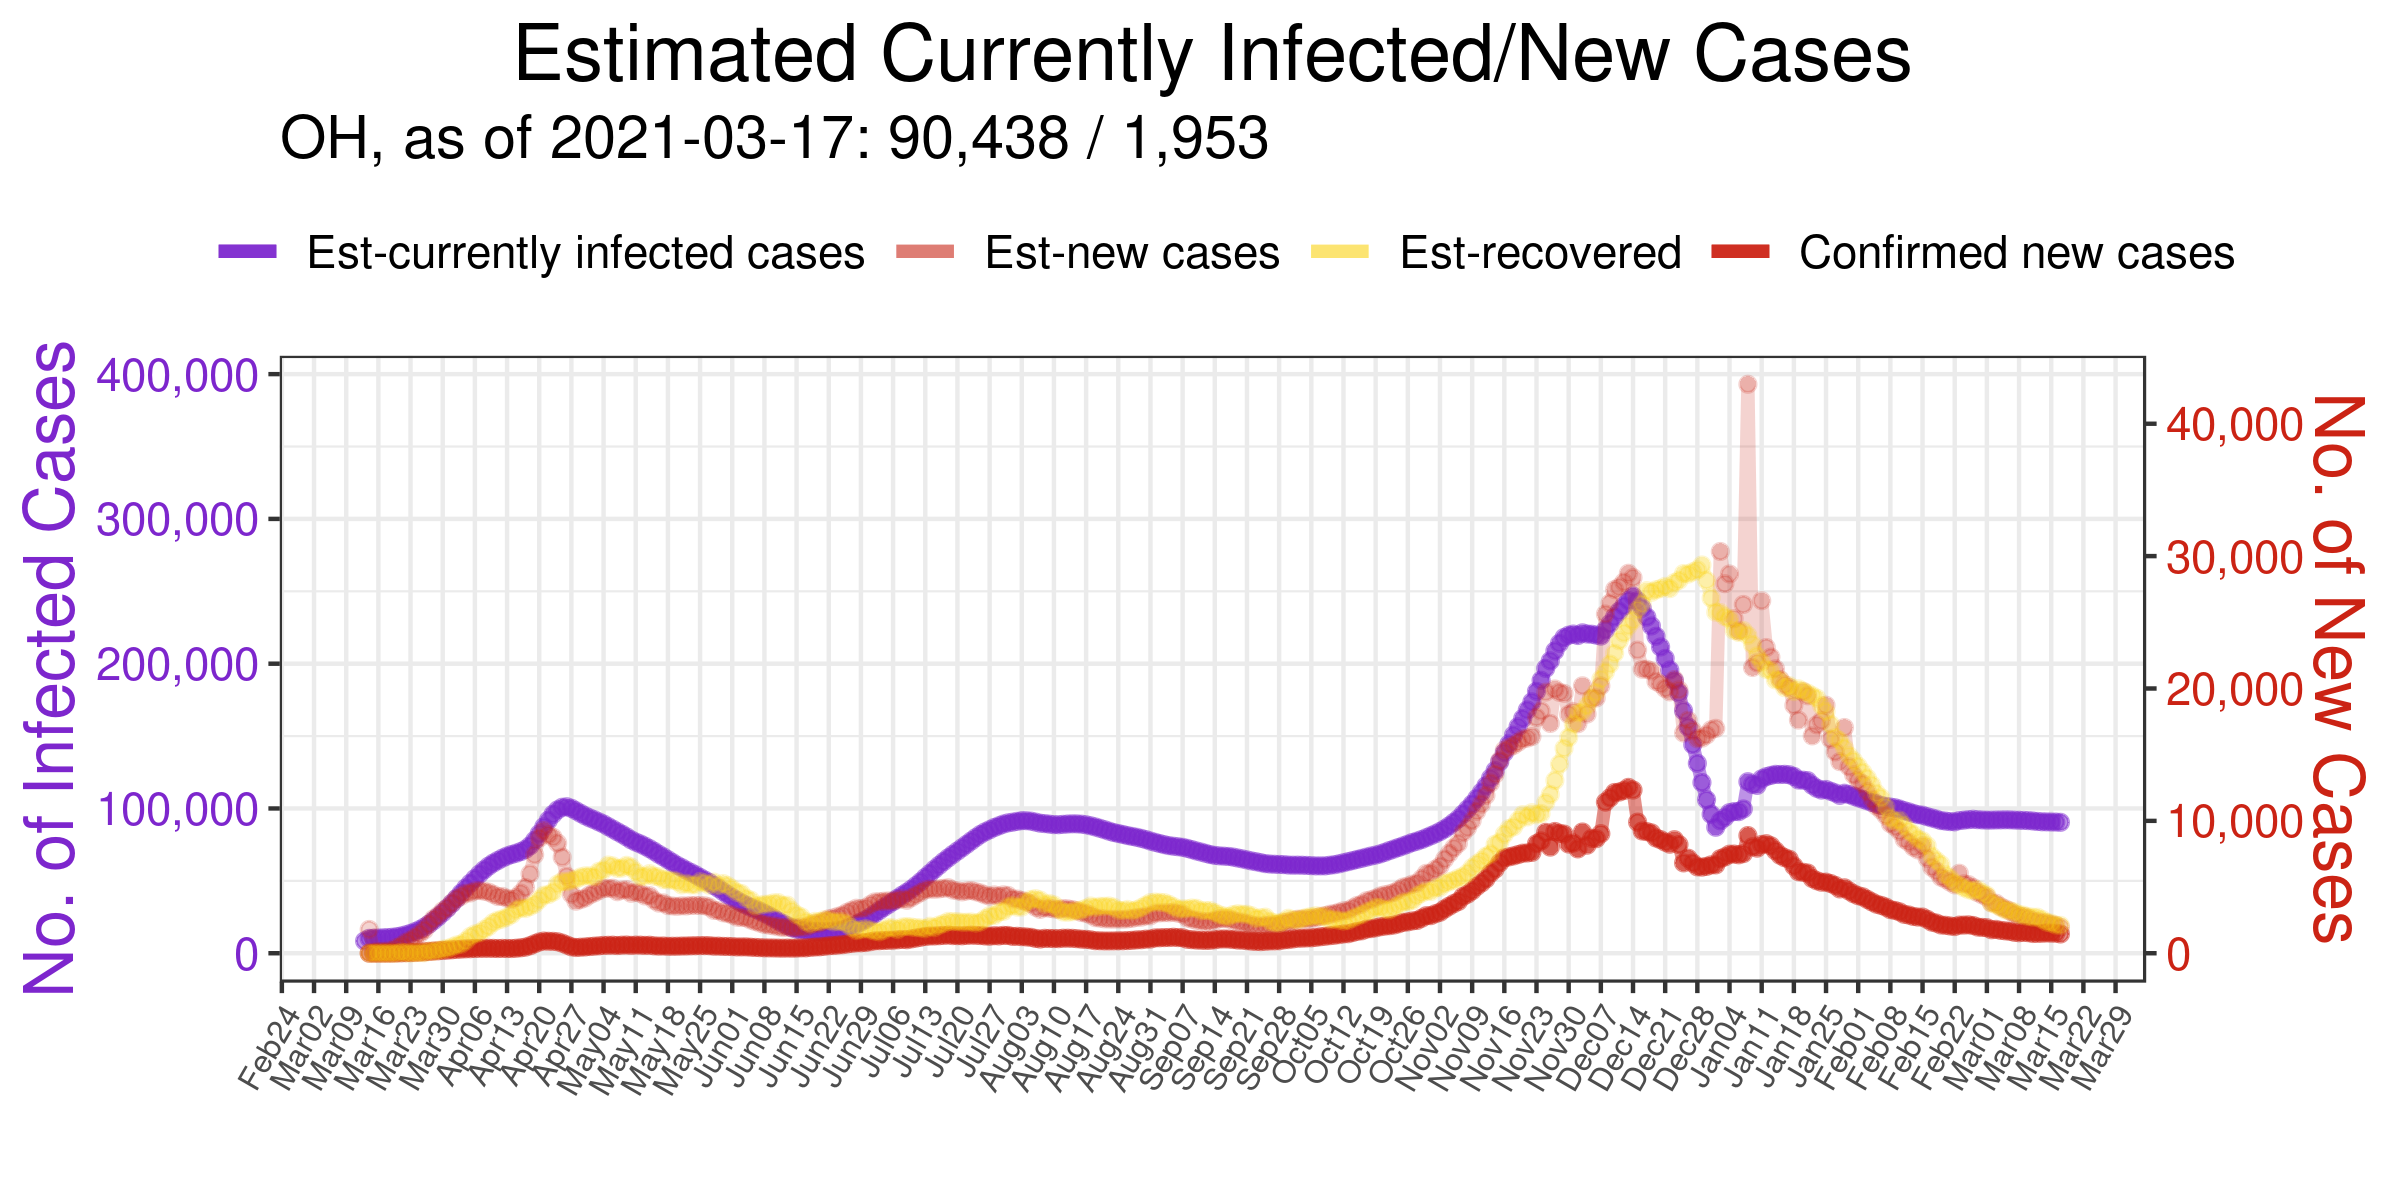 Estimated Currently Infected/New Cases
OH, as of 2021-03-17: 90,438 / 1,953
Est-currently infected cases Est-new cases Est-recovered Confirmed new cases
No. of Infected Cases
400,000
300,000
200,000
100,000
0
40,000
30,000
20,000
10,000
0
No. of New Cases
Feb24 Mar02 Mar09 Mar16 Mar23 Mar30 Apr06 Apr13 Apr20 Apr27 May04 May11 May18 May25 Jun01 Jun08 Jun15 Jun22 Jun29 Jul06 Jul13 Jul20 Jul27 Aug03 Aug10 Aug17 Aug24 Aug31 Sep07 Sep14 Sep21 Sep28 Oct05 Oct12 Oct19 Oct26 Nov02 Nov09 Nov16 Nov23 Nov30 Dec07 Dec14 Dec21 Dec28 Jan04 Jan11 Jan18 Jan25 Feb01 Feb08 Feb15 Feb22 Mar01 Mar08 Mar15 Mar22 Mar29